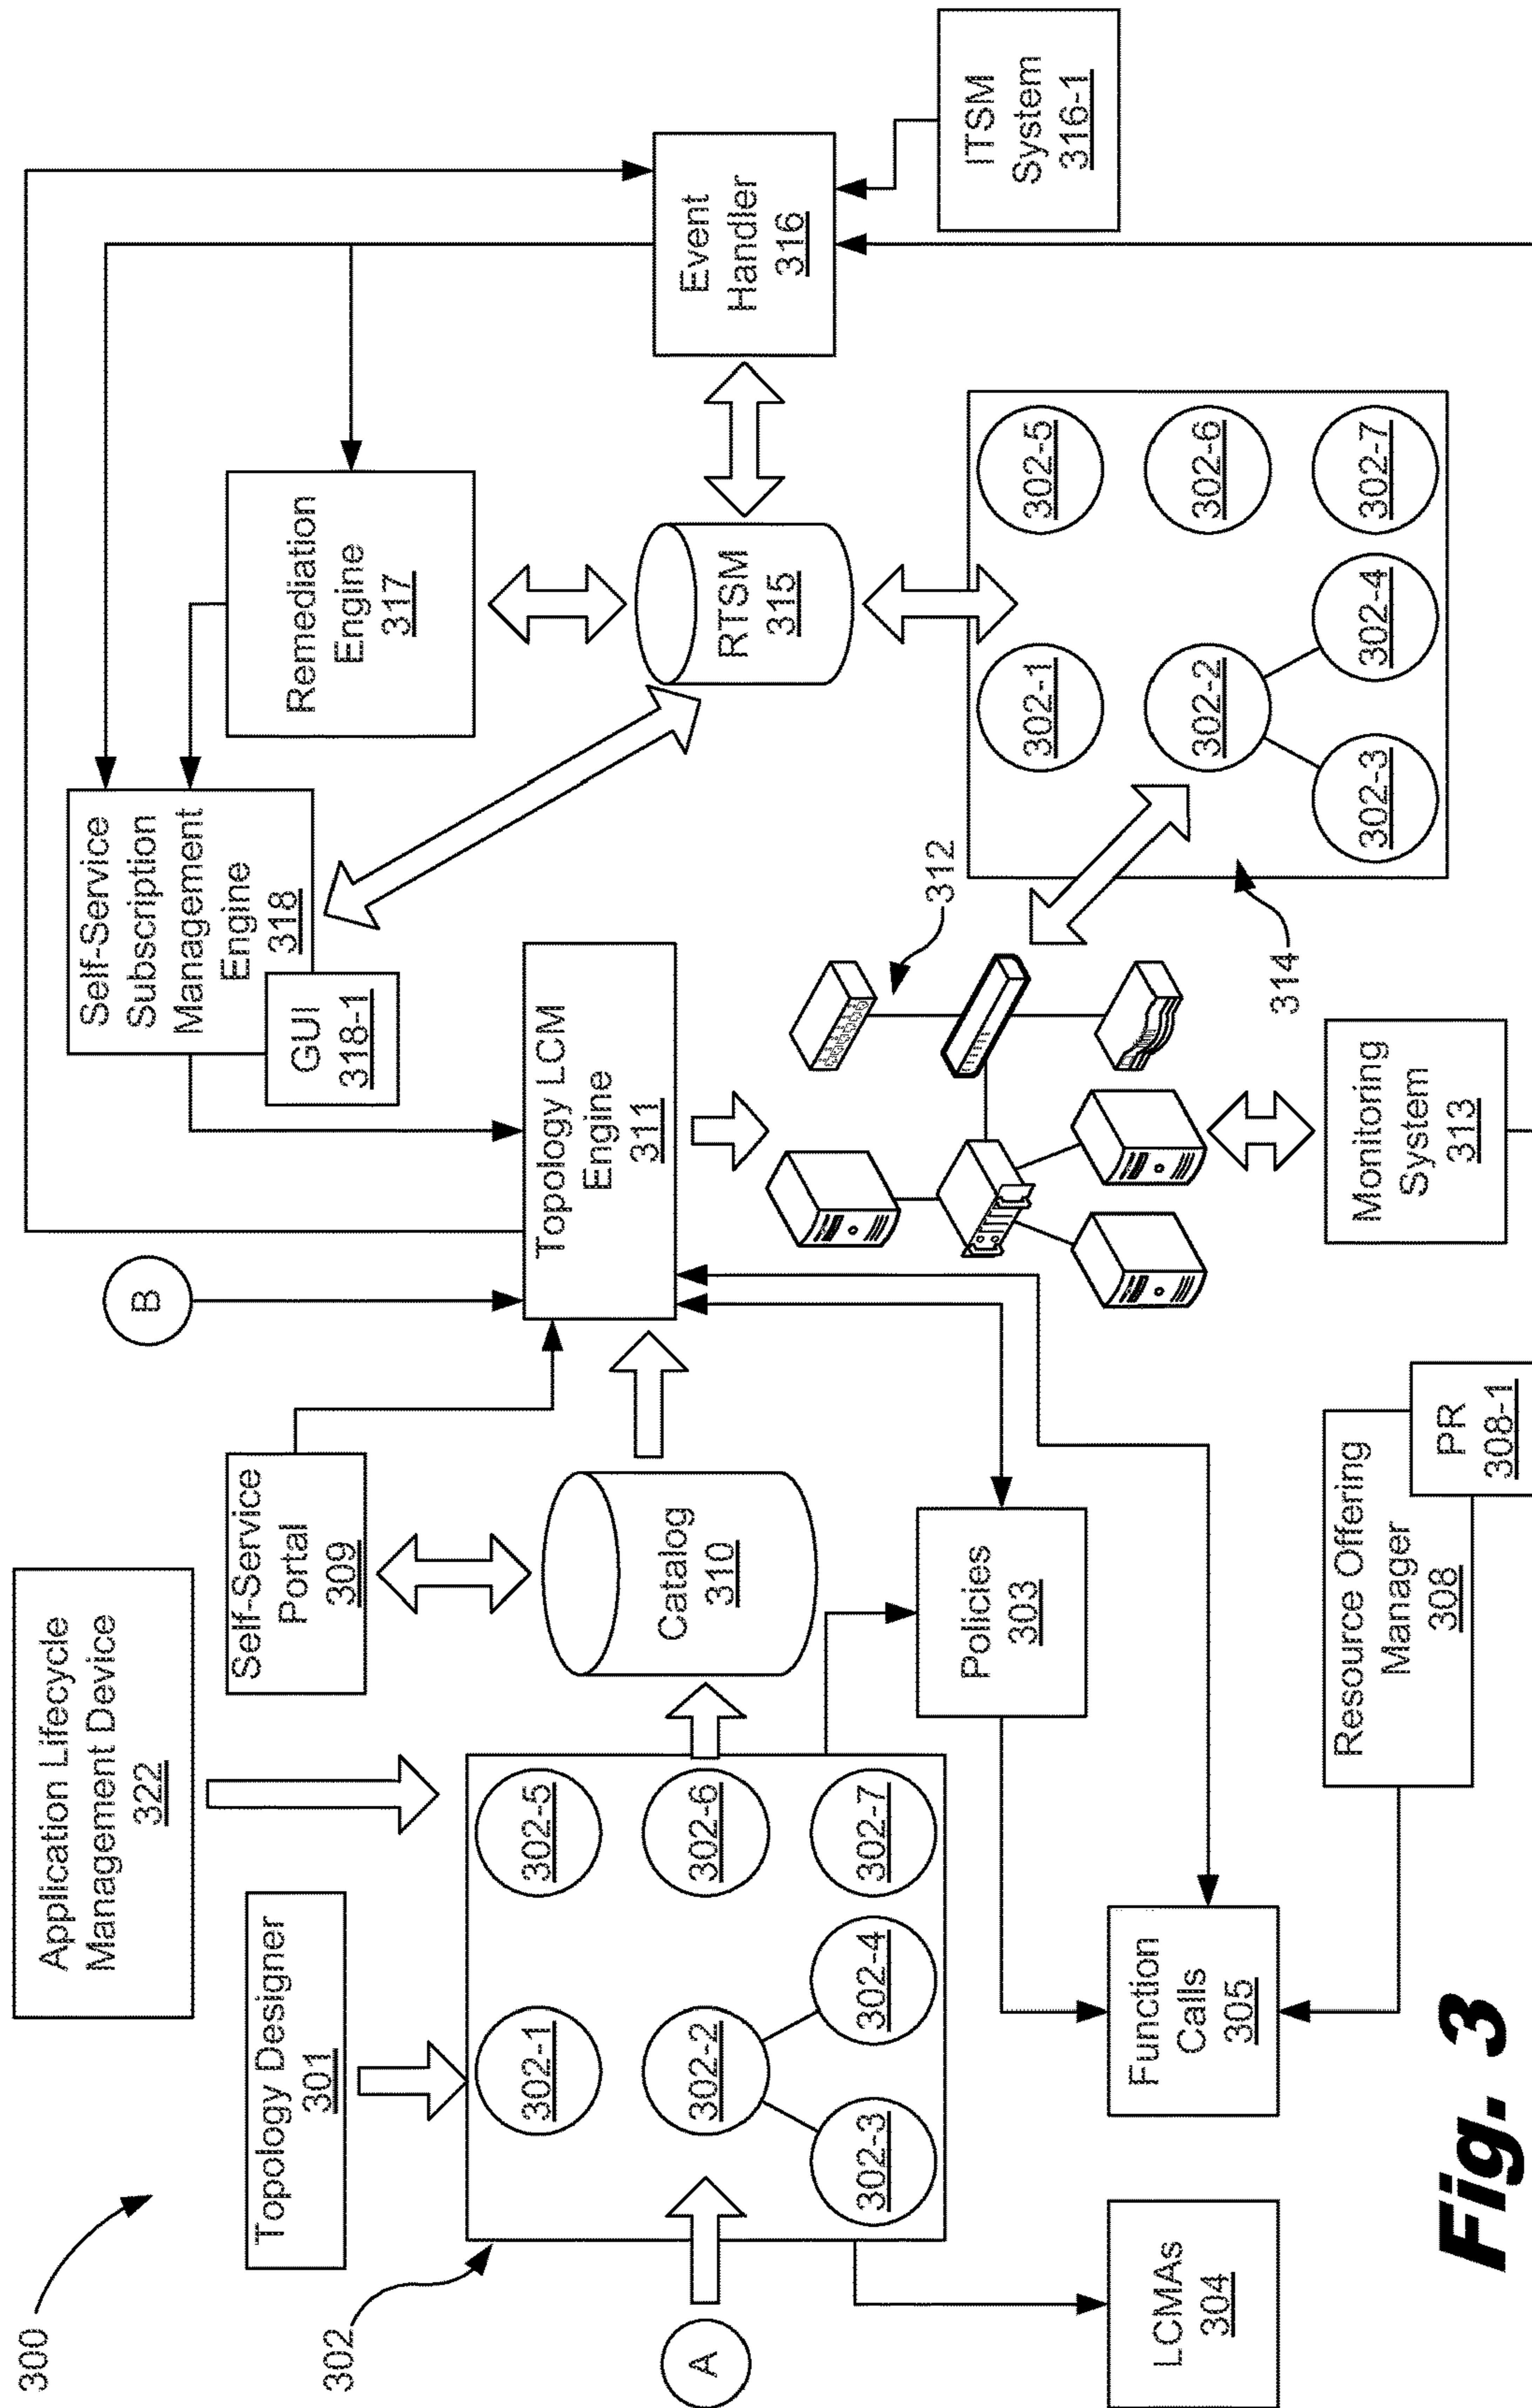 300
Application Lifecycle
Management Device
322
Topology Designer
301
302
302-1
302-2
302-3
302-4
302-5
302-6
302-7
A
LCMAs
304
Self-Service
Portal
309
Catalog
310
Policies
303
Function
Calls
305
Resource Offering
Manager
308
PR
308-1
B
Topology LCM
Engine
311
Self-Service
Subscription
Management
Engine
318
GUI
318-1
312
Monitoring
System
313
314
302-1
302-2
302-3
302-4
302-5
302-6
302-7
Remediation
Engine
317
RTSM
315
Event
Handler
316
ITSM
System
316-1
Fig. 3